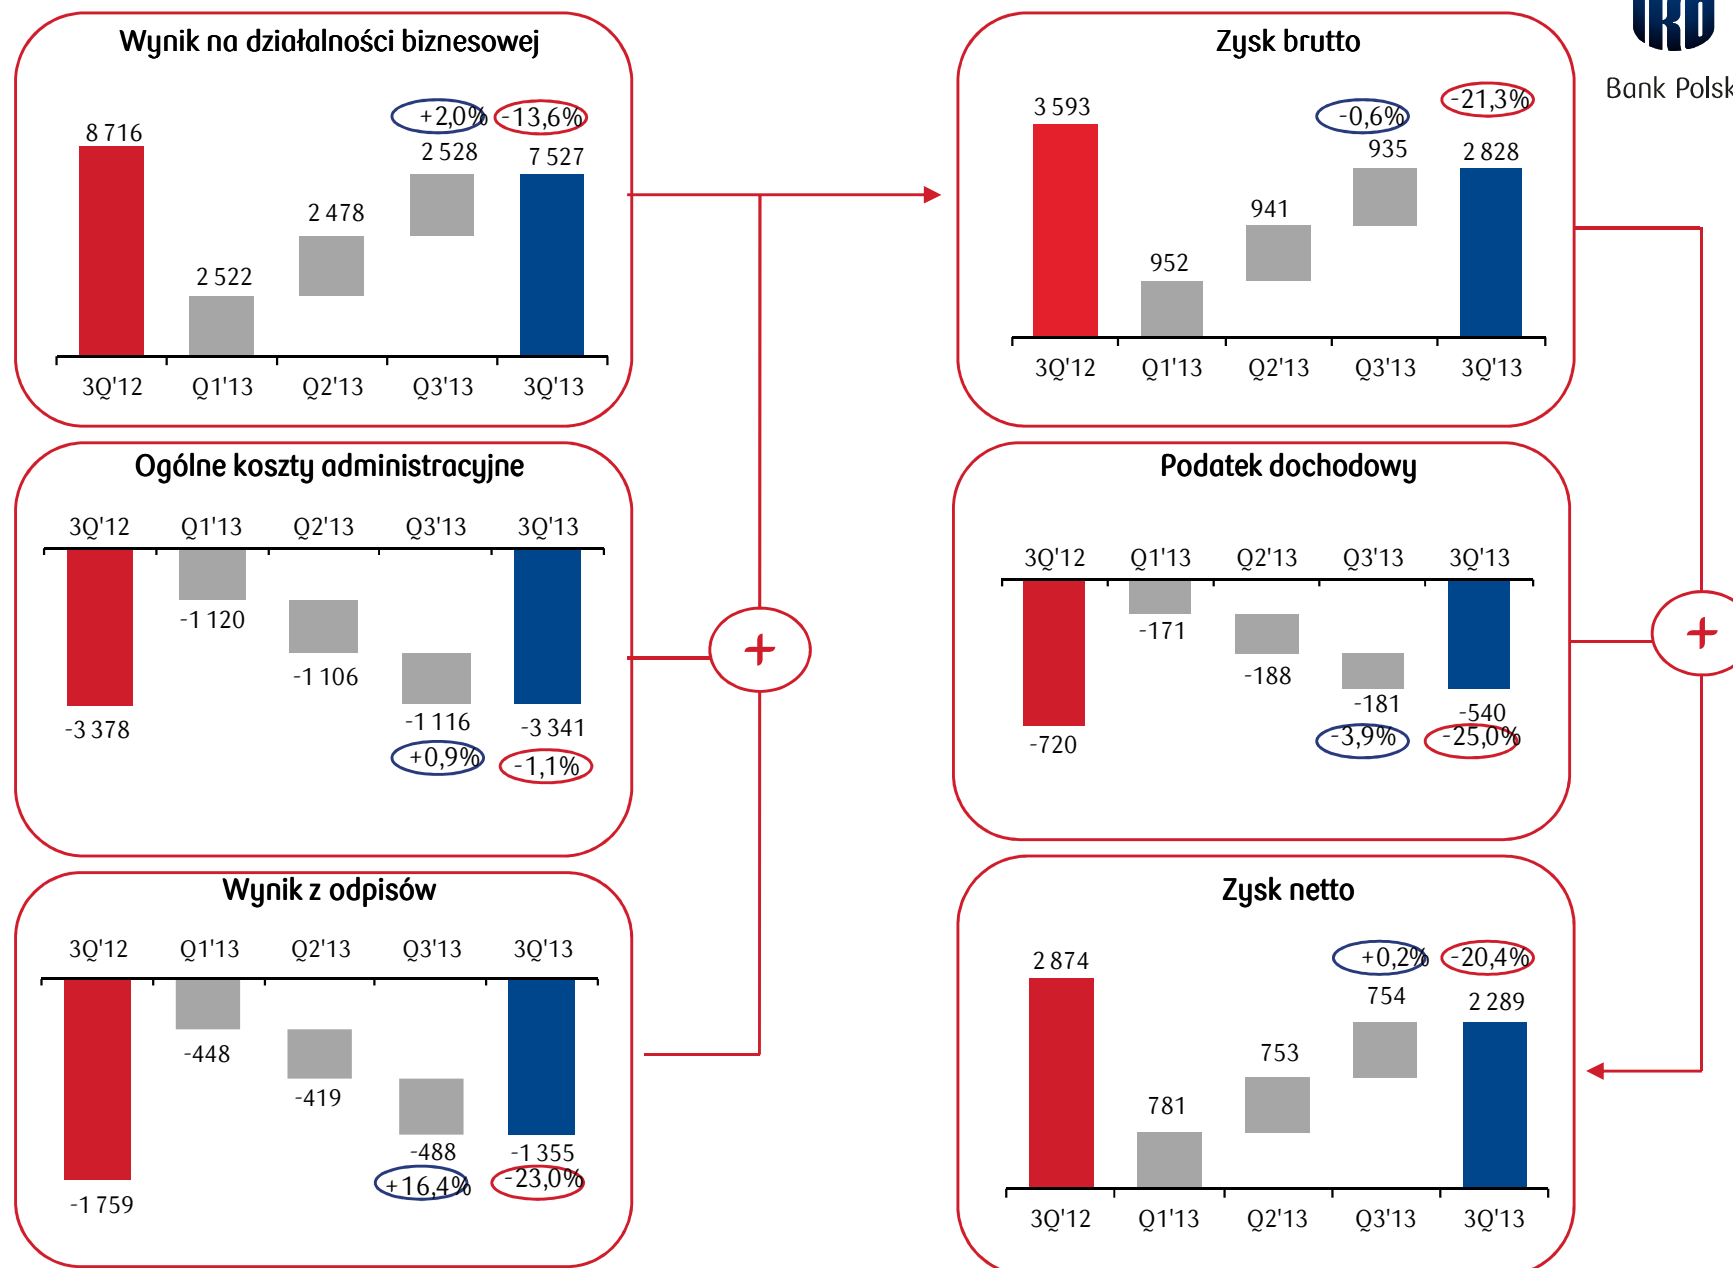 Wynik na działalności biznesowej
+2,0% -13,6%
8 716
2 522
2 478
2 528
7 527
3Q'12 Q1'13 Q2'13 Q3'13 3Q'13
Zysk brutto
-0,6% -21,3%
3 593
952
941
935
2 828
3Q'12 Q1'13 Q2'13 Q3'13 3Q'13
Bank Polsk
Ogólne koszty administracyjne
3Q'12 Q1'13 Q2'13 Q3'13 3Q'13
-3 378
-1 120
-1 106
-1 116
-3 341
+0,9% -1,1%
+
Podatek dochodowy
3Q'12 Q1'13 Q2'13 Q3'13 3Q'13
-720
-171
-188
-181
-540
-3,9% -25,0%
+
Wynik z odpisów
3Q'12 Q1'13 Q2'13 Q3'13 3Q'13
-1 759
-448
-419
-488
-1 355
+16,4% -23,0%
Zysk netto
+0,2% -20,4%
2 874
781
753
754
2 289
3Q'12 Q1'13 Q2'13 Q3'13 3Q'13